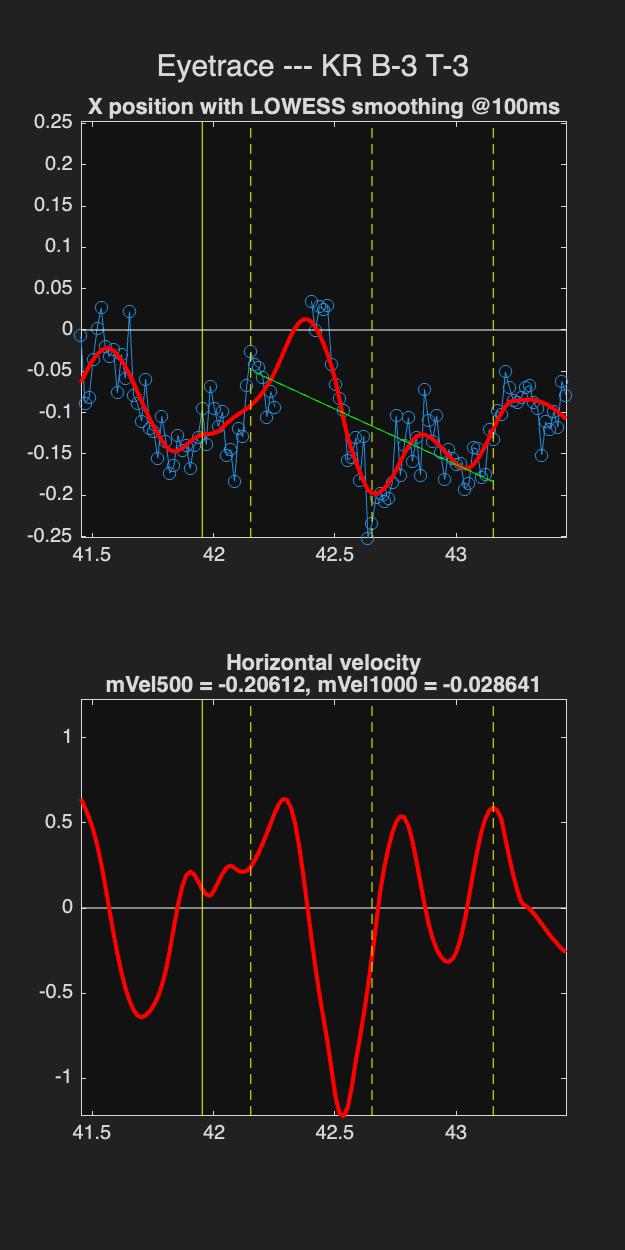 Eyetrace --- KR B-3 T-3
X position with LOWESS smoothing @100ms
0.25
0.2
0.15
0.1
0.05
0
-0.05
-0.1
-0.15
-0.2
-0.25
41.5 42 42.5 43
Horizontal velocity
mVel500 = -0.20612, mVel1000 = -0.028641
1
0.5
0
-0.5
-1
41.5 42 42.5 43